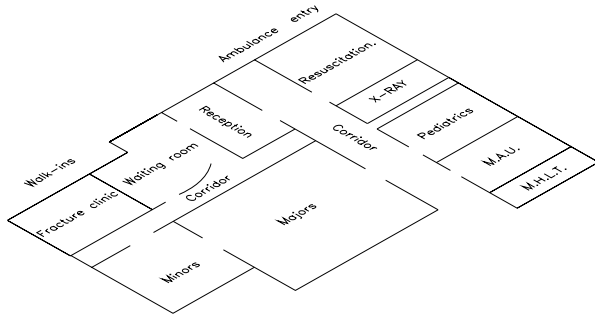 Ambulance entry
Resuscitation.
X-RAY
Reception
Corridor
Pediatrics
Waiting room
M.A.U.
Walk-ins
M.H.L.T.
Corridor
Fracture clinic
Majors
Minors